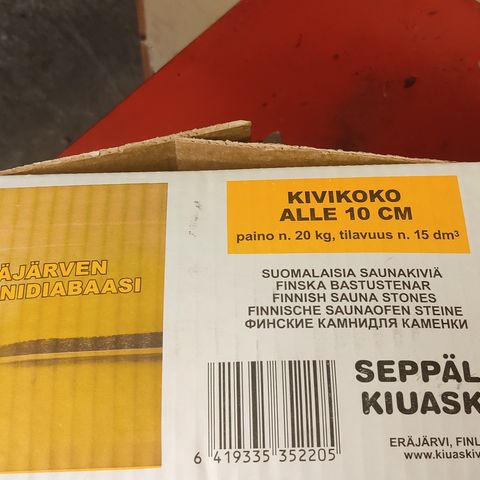 KIVIKOKO
ALLE 10 CM
paino n. 20 kg, tilavuus n. 15 dm³
ÄJÄRVEN
NIDIABAASI
SUOMALAISIA SAUNAKIVIÄ
FINSKA BASTUSTENAR
FINNISH SAUNA STONES
FINNISCHE SAUNAOFEN STEINE
ФИНСКИЕ КАМНИДЛЯ КАМЕНКИ
SEPPÄL
KIUASK
ERÄJÄRVI, FINL
www.kiuaskiv
6 419335 352205